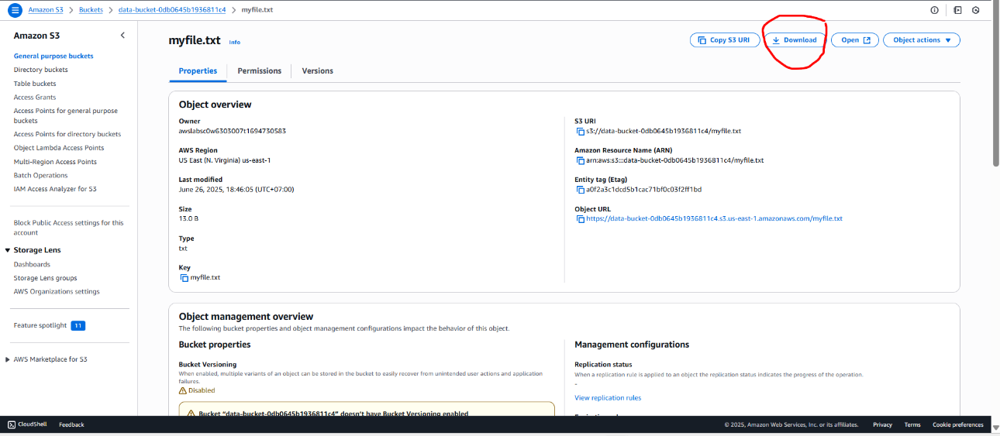 Amazon S3 > Buckets > data-bucket-0db0645b1936811c4 > myfile.txt
Amazon S3
General purpose buckets
Directory buckets
Table buckets
Access Grants
Access Points for general purpose
buckets
Access Points for directory buckets
Object Lambda Access Points
Multi-Region Access Points
Batch Operations
IAM Access Analyzer for S3
Block Public Access settings for this
account
Storage Lens
Dashboards
Storage Lens groups
AWS Organizations settings
Feature spotlight 11
AWS Marketplace for S3
myfile.txt Info
Copy S3 URI Download Open Object actions
Properties Permissions Versions
Object overview
Owner
awslabsc0w6303007t1694730583
AWS Region
US East (N. Virginia) us-east-1
Last modified
June 26, 2025, 18:46:05 (UTC+07:00)
Size
13.0 B
Type
txt
Key
myfile.txt
S3 URI
s3://data-bucket-0db0645b1936811c4/myfile.txt
Amazon Resource Name (ARN)
arn:aws:s3:::data-bucket-0db0645b1936811c4/myfile.txt
Entity tag (Etag)
a0f2a3c1dcd5b1cac71bf0c03f2ff1bd
Object URL
https://data-bucket-0db0645b1936811c4.s3.us-east-1.amazonaws.com/myfile.txt
Object management overview
The following bucket properties and object management configurations impact the behavior of this object.
Bucket properties
Bucket Versioning
When enabled, multiple variants of an object can be stored in the bucket to easily recover from unintended user actions and application
failures.
Disabled
Bucket "data-bucket-0db0645b1936811c4" doesn't have Bucket Versioning enabled
Management configurations
Replication status
When a replication rule is applied to an object the replication status indicates the progress of the operation.
-
View replication rules
CloudShell Feedback
© 2025, Amazon Web Services, Inc. or its affiliates. Privacy Terms Cookie preferences